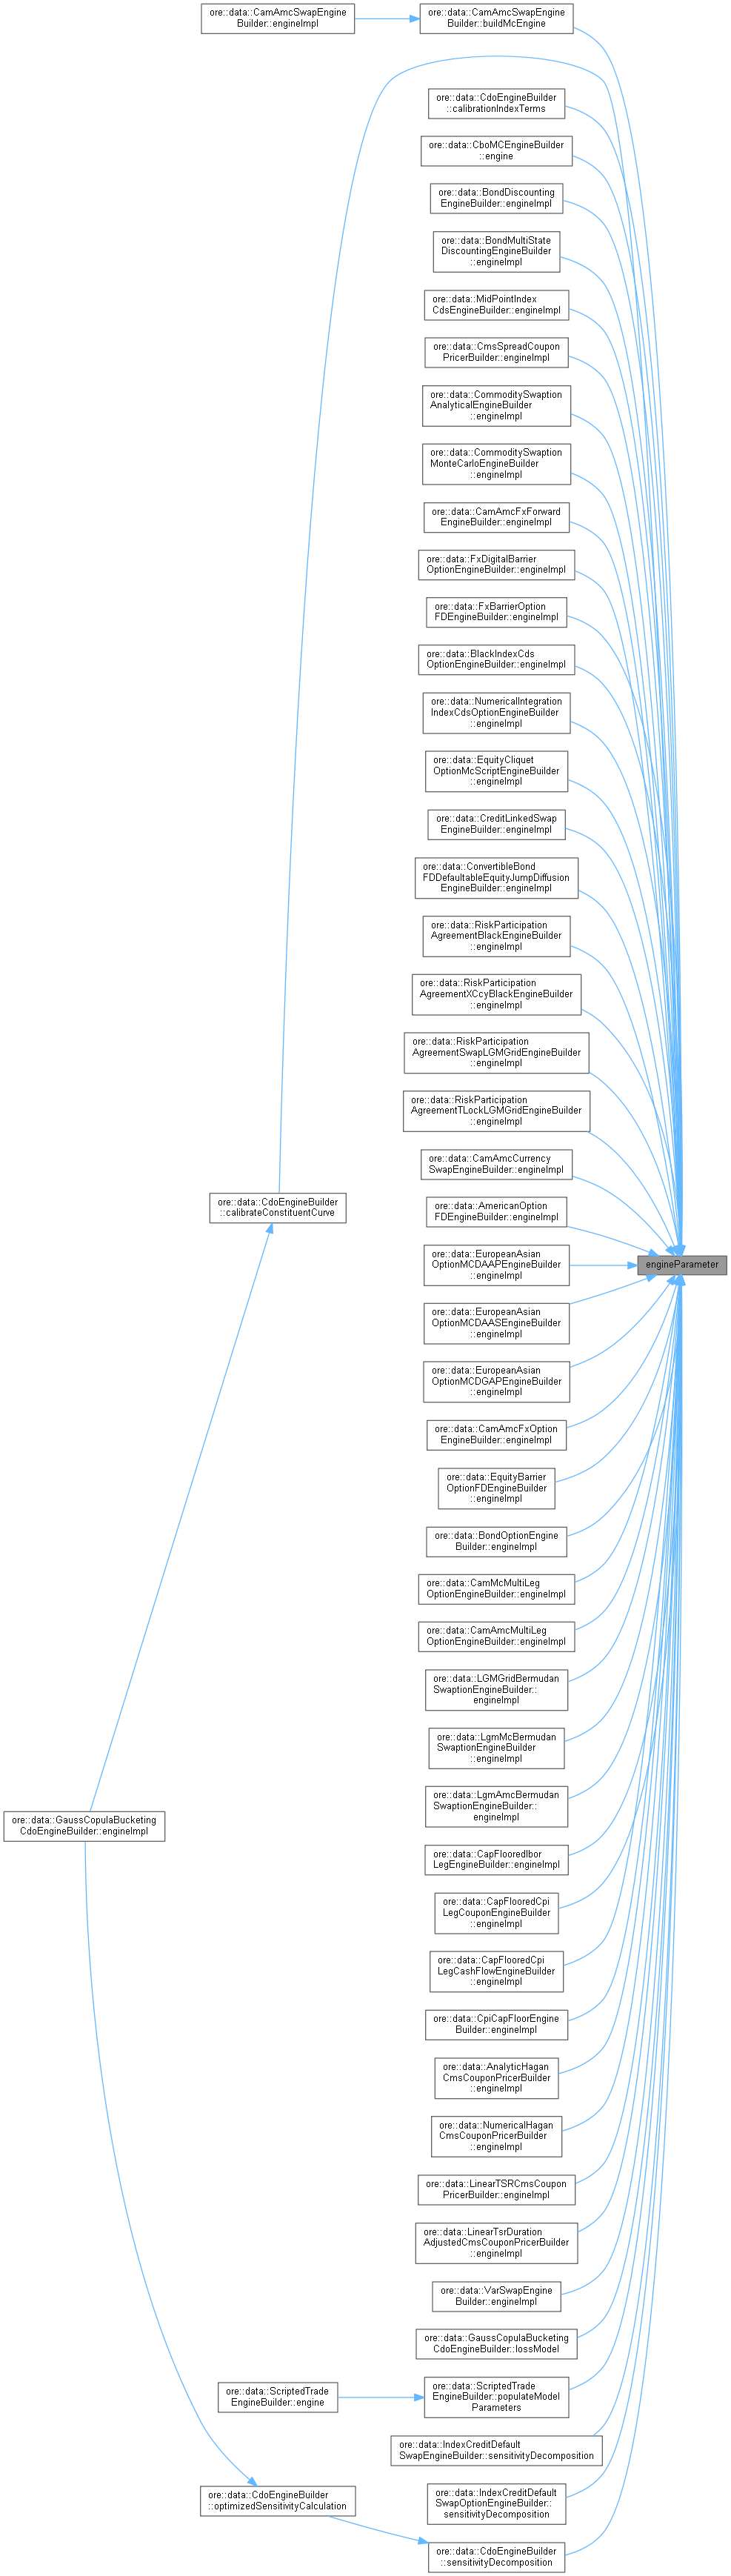 ore::data::CamAmcSwapEngine
Builder::engineImpl
ore::data::CamAmcSwapEngine
Builder::buildMcEngine
ore::data::CdoEngineBuilder
::calibrationIndexTerms
ore::data::CboMCEngineBuilder
::engine
ore::data::BondDiscounting
EngineBuilder::engineImpl
ore::data::BondMultiState
DiscountingEngineBuilder
::engineImpl
ore::data::MidPointIndex
CdsEngineBuilder::engineImpl
ore::data::CmsSpreadCoupon
PricerBuilder::engineImpl
ore::data::CommoditySwaption
AnalyticalEngineBuilder
::engineImpl
ore::data::CommoditySwaption
MonteCarloEngineBuilder
::engineImpl
ore::data::CamAmcFxForward
EngineBuilder::engineImpl
ore::data::FxDigitalBarrier
OptionEngineBuilder::engineImpl
ore::data::FxBarrierOption
FDEngineBuilder::engineImpl
ore::data::BlackIndexCds
OptionEngineBuilder::engineImpl
ore::data::NumericalIntegration
IndexCdsOptionEngineBuilder
::engineImpl
ore::data::EquityCliquet
OptionMcScriptEngineBuilder
::engineImpl
ore::data::CreditLinkedSwap
EngineBuilder::engineImpl
ore::data::ConvertibleBond
FDDefaultableEquityJumpDiffusion
EngineBuilder::engineImpl
ore::data::RiskParticipation
AgreementBlackEngineBuilder
::engineImpl
ore::data::RiskParticipation
AgreementXCcyBlackEngineBuilder
::engineImpl
ore::data::RiskParticipation
AgreementSwapLGMGridEngineBuilder
::engineImpl
ore::data::RiskParticipation
AgreementTLockLGMGridEngineBuilder
::engineImpl
ore::data::CamAmcCurrency
SwapEngineBuilder::engineImpl
ore::data::CdoEngineBuilder
::calibrateConstituentCurve
ore::data::AmericanOption
FDEngineBuilder::engineImpl
engineParameter
ore::data::EuropeanAsian
OptionMCDAAPEngineBuilder
::engineImpl
ore::data::EuropeanAsian
OptionMCDAASEngineBuilder
::engineImpl
ore::data::EuropeanAsian
OptionMCDGAPEngineBuilder
::engineImpl
ore::data::CamAmcFxOption
EngineBuilder::engineImpl
ore::data::EquityBarrier
OptionFDEngineBuilder
::engineImpl
ore::data::BondOptionEngine
Builder::engineImpl
ore::data::CamMcMultiLeg
OptionEngineBuilder::engineImpl
ore::data::CamAmcMultiLeg
OptionEngineBuilder::engineImpl
ore::data::LGMGridBermudan
SwaptionEngineBuilder::
engineImpl
ore::data::LgmMcBermudan
SwaptionEngineBuilder
::engineImpl
ore::data::LgmAmcBermudan
SwaptionEngineBuilder::
engineImpl
ore::data::GaussCopulaBucketing
CdoEngineBuilder::engineImpl
ore::data::CapFlooredIbor
LegEngineBuilder::engineImpl
ore::data::CapFlooredCpi
LegCouponEngineBuilder
::engineImpl
ore::data::CapFlooredCpi
LegCashFlowEngineBuilder
::engineImpl
ore::data::CpiCapFloorEngine
Builder::engineImpl
ore::data::AnalyticHagan
CmsCouponPricerBuilder
::engineImpl
ore::data::NumericalHagan
CmsCouponPricerBuilder
::engineImpl
ore::data::LinearTSRCmsCoupon
PricerBuilder::engineImpl
ore::data::LinearTsrDuration
AdjustedCmsCouponPricerBuilder
::engineImpl
ore::data::VarSwapEngine
Builder::engineImpl
ore::data::GaussCopulaBucketing
CdoEngineBuilder::lossModel
ore::data::ScriptedTrade
EngineBuilder::engine
ore::data::ScriptedTrade
EngineBuilder::populateModel
Parameters
ore::data::IndexCreditDefault
SwapEngineBuilder::sensitivityDecomposition
ore::data::IndexCreditDefault
SwapOptionEngineBuilder::
sensitivityDecomposition
ore::data::CdoEngineBuilder
::optimizedSensitivityCalculation
ore::data::CdoEngineBuilder
::sensitivityDecomposition